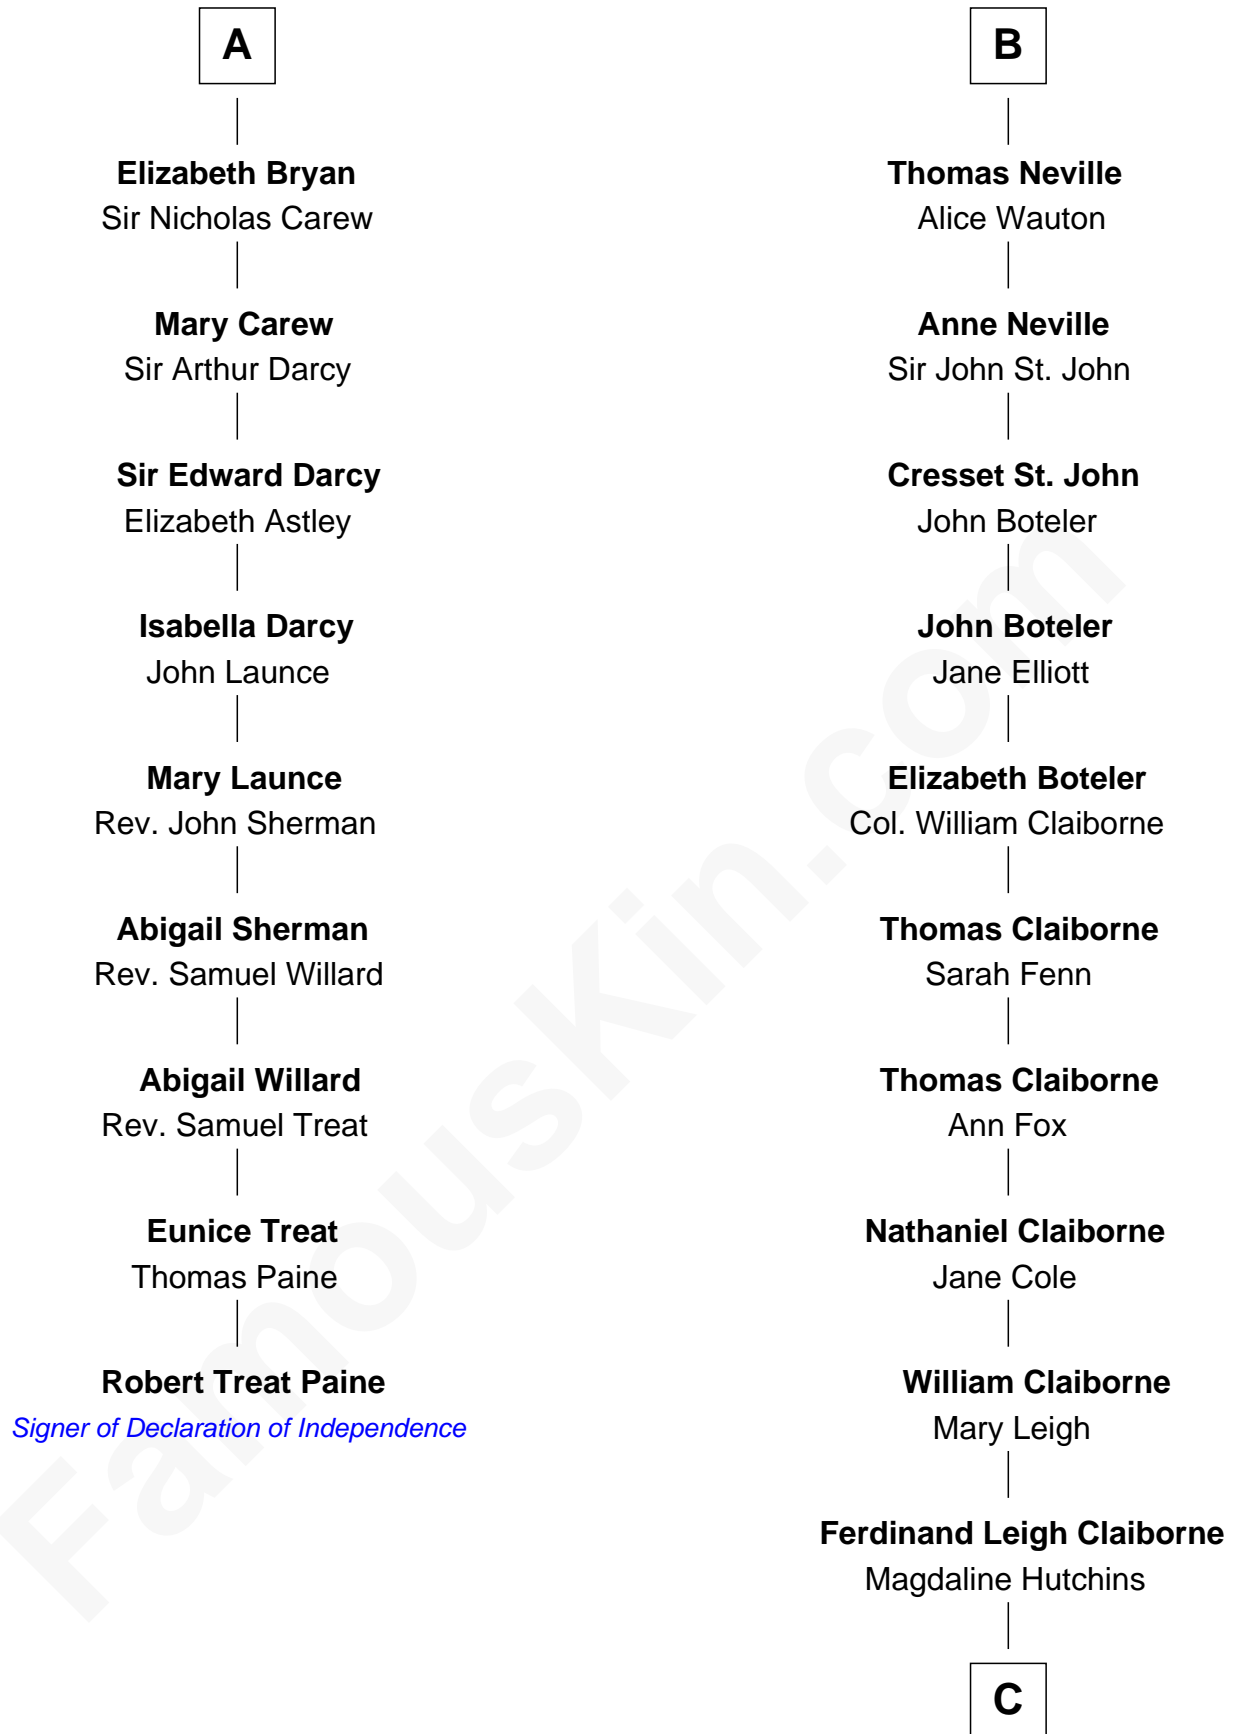 A
Elizabeth Bryan
Sir Nicholas Carew
Mary Carew
Sir Arthur Darcy
Sir Edward Darcy
Elizabeth Astley
Isabella Darcy
John Launce
Mary Launce
Rev. John Sherman
Abigail Sherman
Rev. Samuel Willard
Abigail Willard
Rev. Samuel Treat
Eunice Treat
Thomas Paine
Robert Treat Paine
Signer of Declaration of Independence
B
Thomas Neville
Alice Wauton
Anne Neville
Sir John St. John
Cresset St. John
John Boteler
John Boteler
Jane Elliott
Elizabeth Boteler
Col. William Claiborne
Thomas Claiborne
Sarah Fenn
Thomas Claiborne
Ann Fox
Nathaniel Claiborne
Jane Cole
William Claiborne
Mary Leigh
Ferdinand Leigh Claiborne
Magdaline Hutchins
C
FamousKin.com